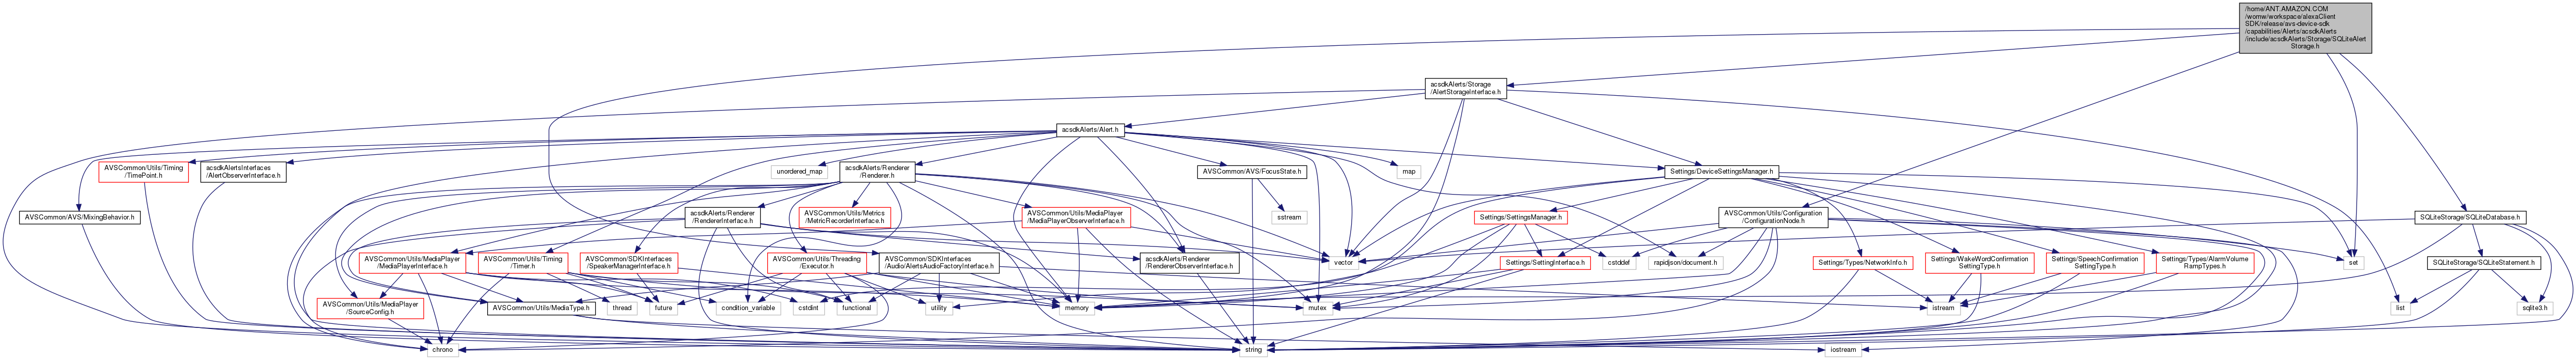 /home/ANT.AMAZON.COM
/womw/workspace/alexaClient
SDK/release/avs-device-sdk
/capabilities/Alerts/acsdkAlerts
/include/acsdkAlerts/Storage/SQLiteAlert
Storage.h
acsdkAlerts/Storage
/AlertStorageInterface.h
acsdkAlerts/Alert.h
AVSCommon/Utils/Timing
/TimePoint.h
acsdkAlertsInterfaces
/AlertObserverInterface.h
unordered_map
acsdkAlerts/Renderer
/Renderer.h
AVSCommon/AVS/FocusState.h
map
Settings/DeviceSettingsManager.h
AVSCommon/AVS/MixingBehavior.h
acsdkAlerts/Renderer
/RendererInterface.h
AVSCommon/Utils/Metrics
/MetricRecorderInterface.h
AVSCommon/Utils/MediaPlayer
/MediaPlayerObserverInterface.h
sstream
Settings/SettingsManager.h
AVSCommon/Utils/Configuration
/ConfigurationNode.h
SQLiteStorage/SQLiteDatabase.h
AVSCommon/Utils/MediaPlayer
/MediaPlayerInterface.h
AVSCommon/Utils/Timing
/Timer.h
AVSCommon/SDKInterfaces
/SpeakerManagerInterface.h
AVSCommon/Utils/Threading
/Executor.h
AVSCommon/SDKInterfaces
/Audio/AlertsAudioFactoryInterface.h
acsdkAlerts/Renderer
/RendererObserverInterface.h
vector
Settings/SettingInterface.h
cstddef
rapidjson/document.h
Settings/Types/NetworkInfo.h
Settings/WakeWordConfirmation
SettingType.h
Settings/SpeechConfirmation
SettingType.h
Settings/Types/AlarmVolume
RampTypes.h
set
SQLiteStorage/SQLiteStatement.h
AVSCommon/Utils/MediaPlayer
/SourceConfig.h
AVSCommon/Utils/MediaType.h
thread
future
condition_variable
cstdint
functional
utility
memory
mutex
istream
list
sqlite3.h
chrono
string
iostream